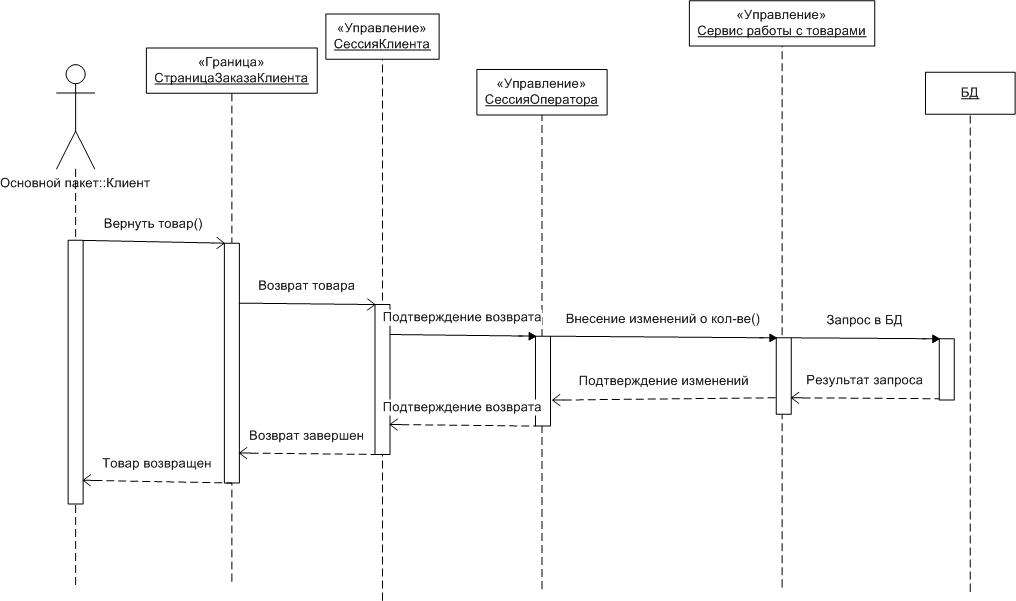 «Управление»
Сервис работы с товарами
«Управление»
СессияКлиента
«Граница»
СтраницаЗаказаКлиента
«Управление»
СессияОператора
БД
Основной пакет::Клиент
Вернуть товар()
Возврат товара
Подтверждение возврата
Внесение изменений о кол-ве()
Запрос в БД
Подтверждение изменений
Результат запроса
Подтверждение возврата
Возврат завершен
Товар возвращен